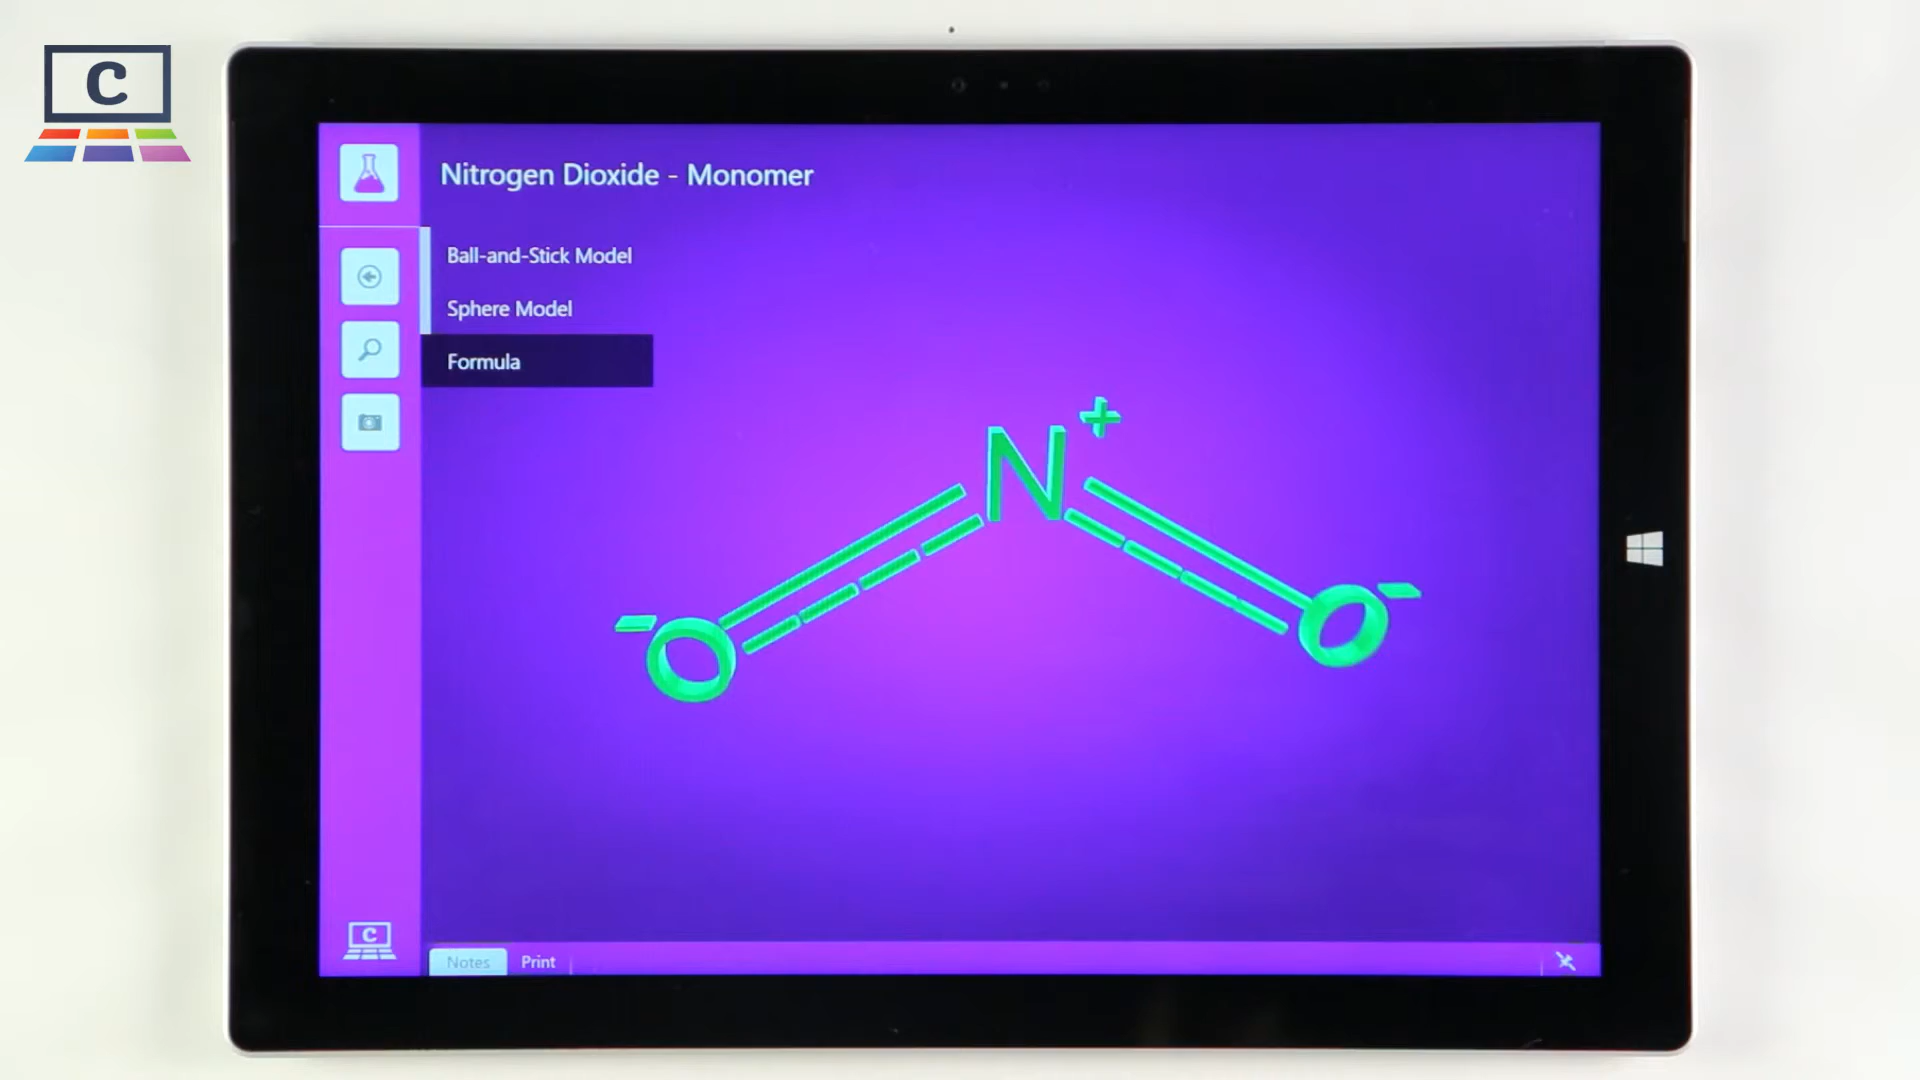 C
Nitrogen Dioxide - Monomer
Ball-and-Stick Model
Sphere Model
Formula
N +
- O
O -
C
Notes Print